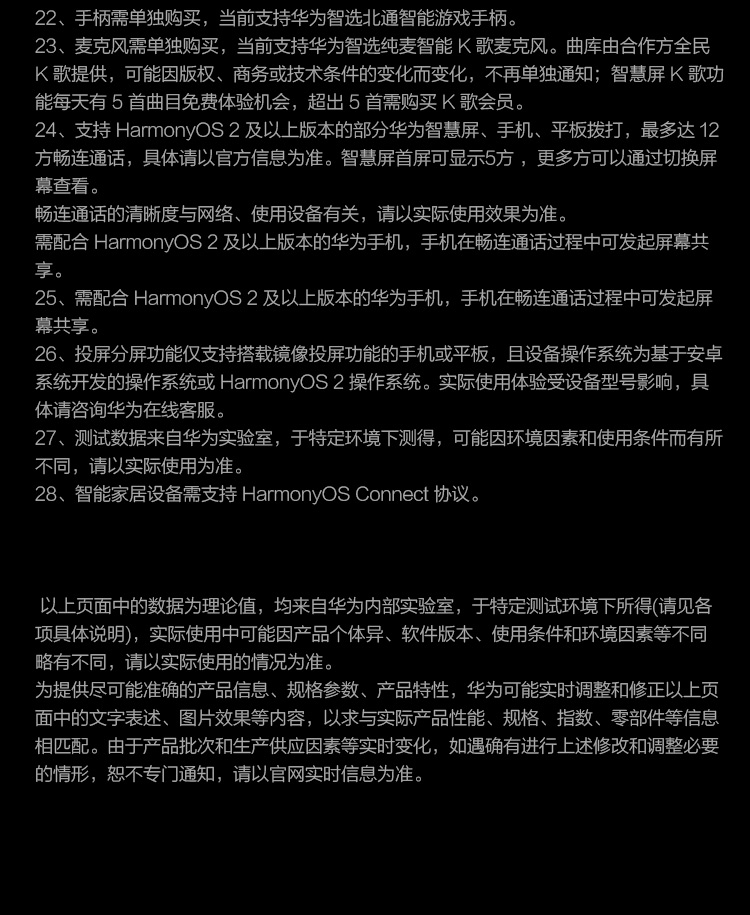 22、手柄需单独购买，当前支持华为智选北通智能游戏手柄。
23、麦克风需单独购买，当前支持华为智选纯麦智能 K 歌麦克风。曲库由合作方全民
K 歌提供，可能因版权、商务或技术条件的变化而变化，不再单独通知；智慧屏 K 歌功
能每天有 5 首曲目免费体验机会，超出 5 首需购买 K 歌会员。
24、支持 HarmonyOS 2 及以上版本的部分华为智慧屏、手机、平板拨打，最多达 12
方畅连通话，具体请以官方信息为准。智慧屏首屏可显示5方 ，更多方可以通过切换屏
幕查看。
畅连通话的清晰度与网络、使用设备有关，请以实际使用效果为准。
需配合 HarmonyOS 2 及以上版本的华为手机，手机在畅连通话过程中可发起屏幕共
享。
25、需配合 HarmonyOS 2 及以上版本的华为手机，手机在畅连通话过程中可发起屏
幕共享。
26、投屏分屏功能仅支持搭载镜像投屏功能的手机或平板，且设备操作系统为基于安卓
系统开发的操作系统或 HarmonyOS 2 操作系统。实际使用体验受设备型号影响，具
体请咨询华为在线客服。
27、测试数据来自华为实验室，于特定环境下测得，可能因环境因素和使用条件而有所
不同，请以实际使用为准。
28、智能家居设备需支持 HarmonyOS Connect 协议。
以上页面中的数据为理论值，均来自华为内部实验室，于特定测试环境下所得(请见各
项具体说明)，实际使用中可能因产品个体异、软件版本、使用条件和环境因素等不同
略有不同，请以实际使用的情况为准。
为提供尽可能准确的产品信息、规格参数、产品特性，华为可能实时调整和修正以上页
面中的文字表述、图片效果等内容，以求与实际产品性能、规格、指数、零部件等信息
相匹配。由于产品批次和生产供应因素等实时变化，如遇确有进行上述修改和调整必要
的情形，恕不专门通知，请以官网实时信息为准。